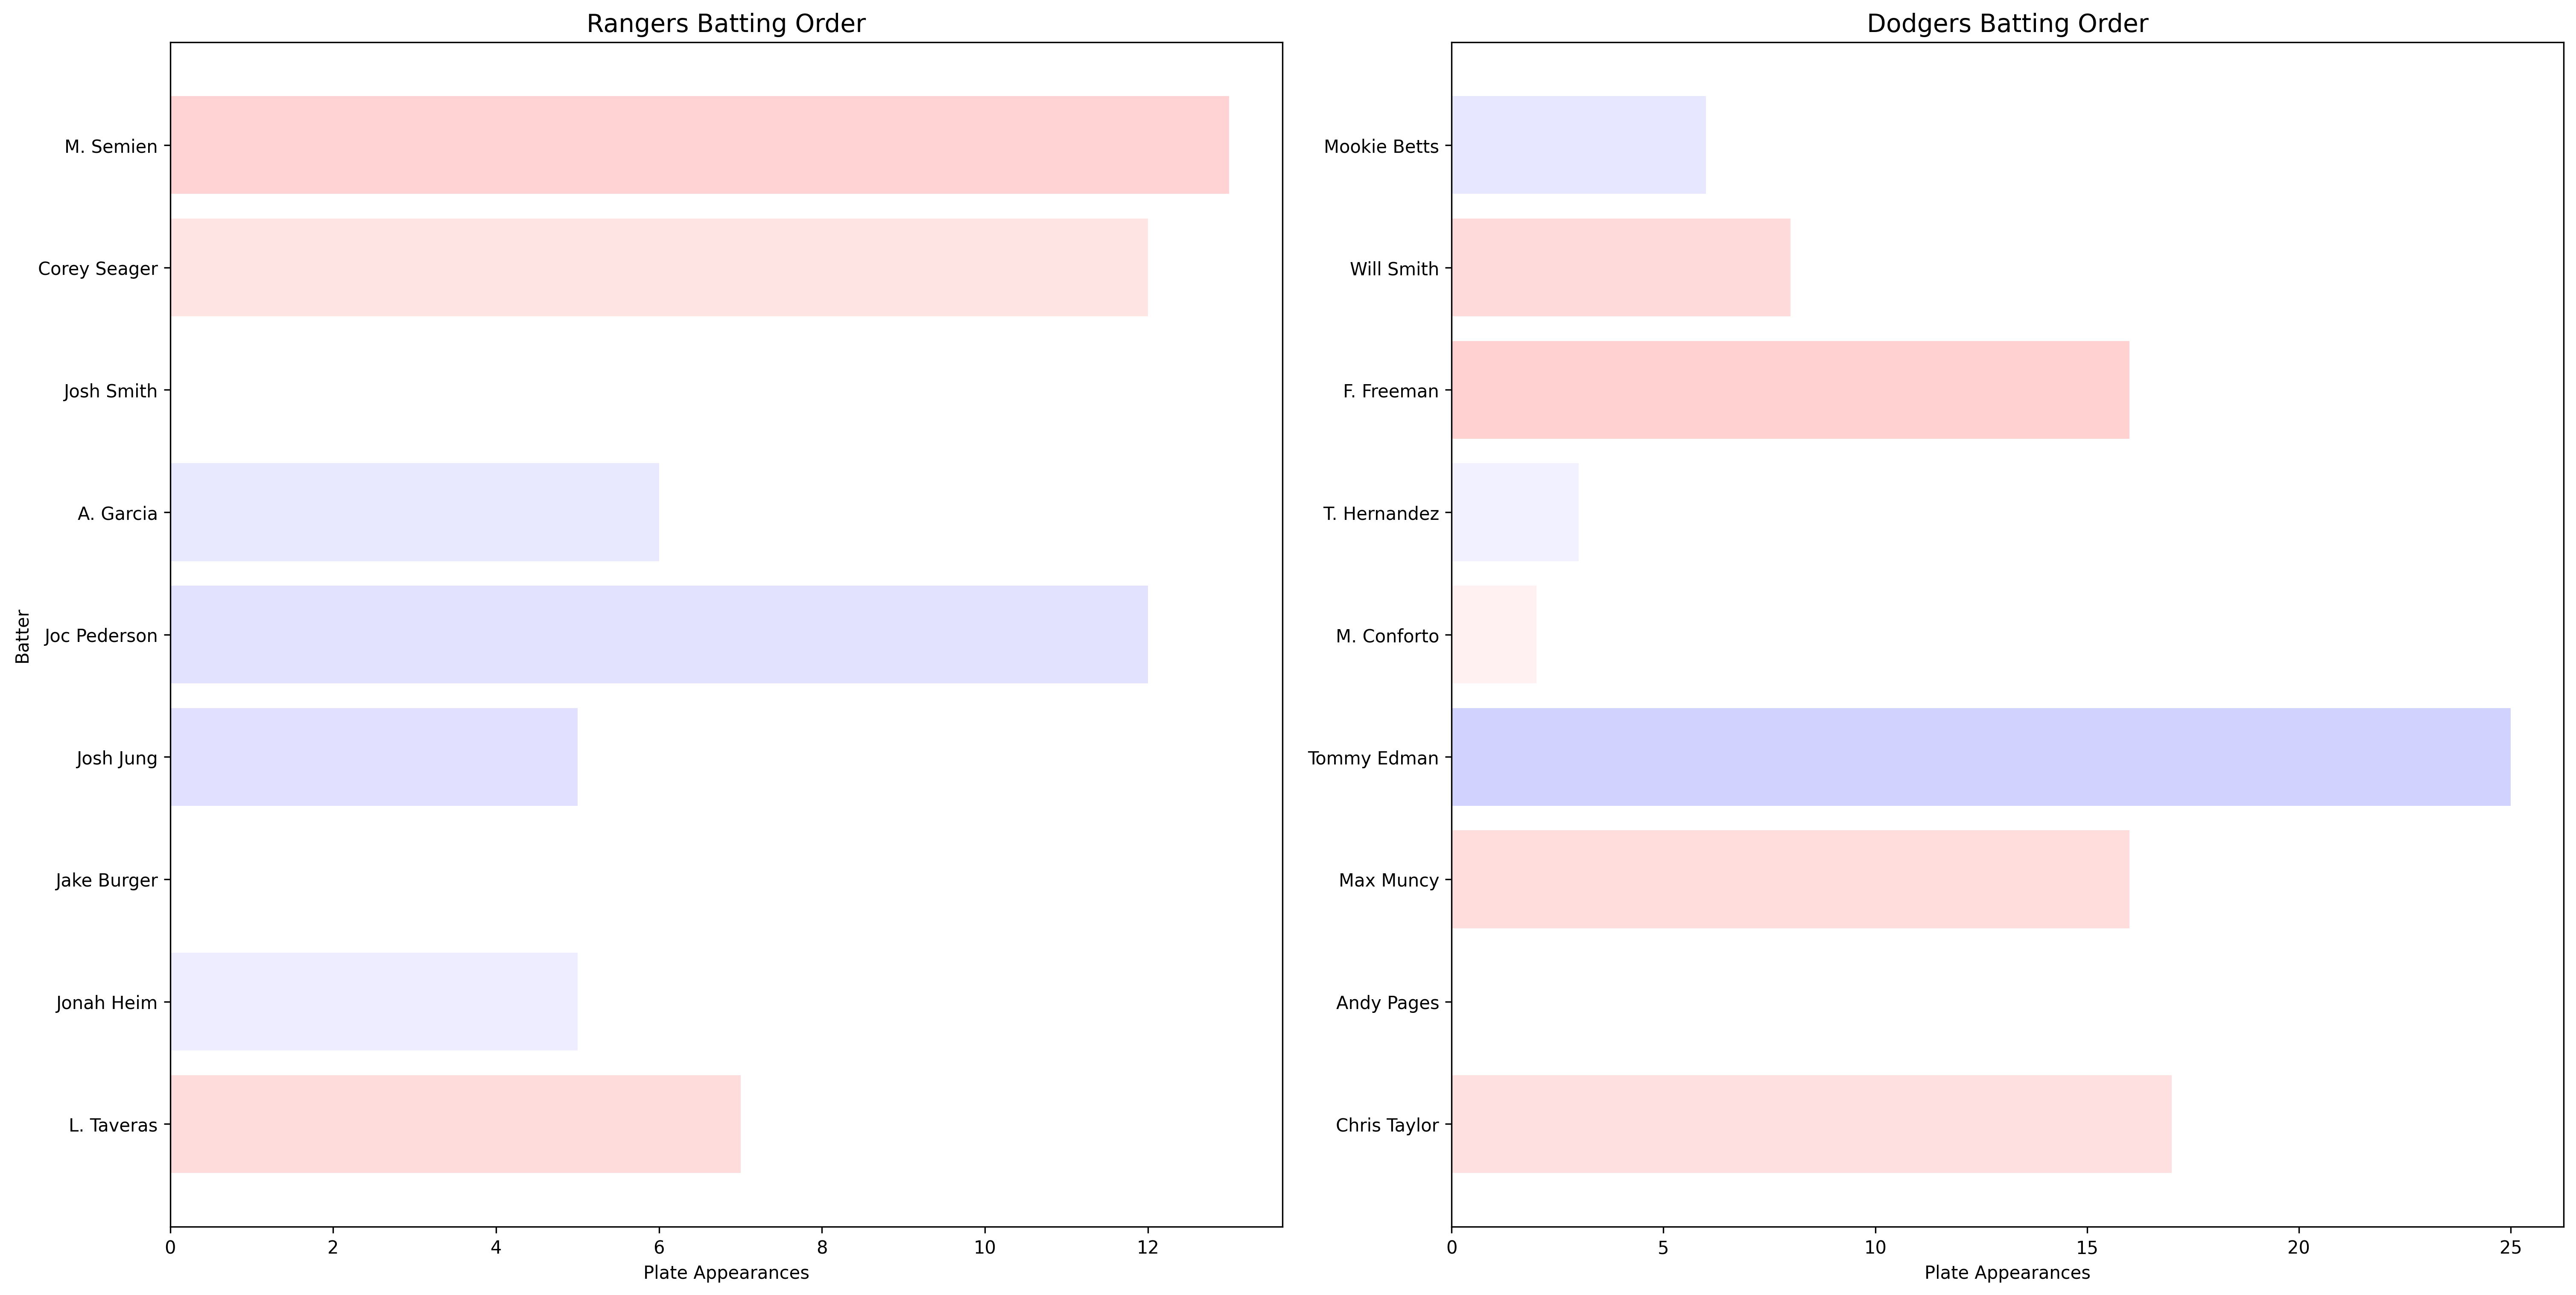 Rangers Batting Order
Batter
M. Semien
Corey Seager
Josh Smith
A. Garcia
Joc Pederson
Josh Jung
Jake Burger
Jonah Heim
L. Taveras
0 2 4 6 8 10 12
Plate Appearances
Dodgers Batting Order
Mookie Betts
Will Smith
F. Freeman
T. Hernandez
M. Conforto
Tommy Edman
Max Muncy
Andy Pages
Chris Taylor
0 5 10 15 20 25
Plate Appearances